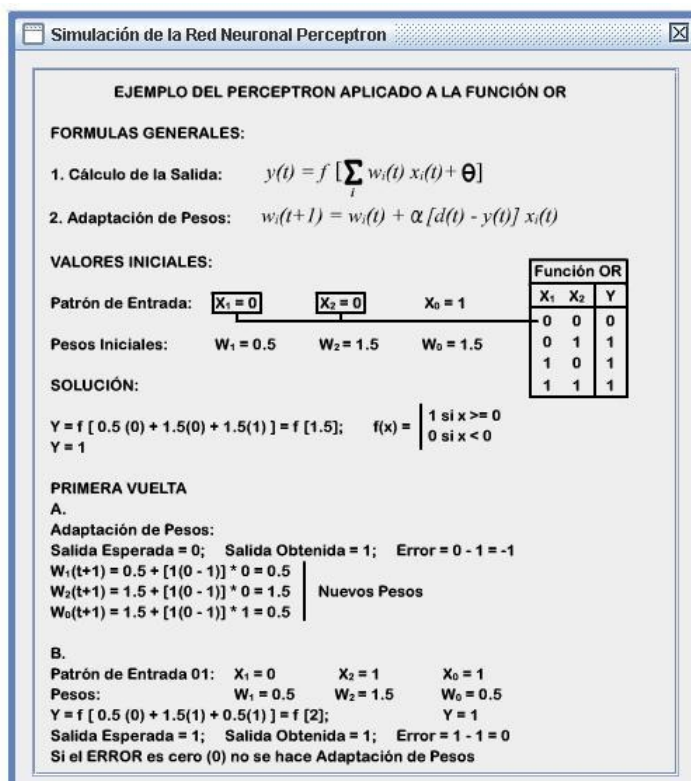 Simulación de la Red Neuronal Perceptron
EJEMPLO DEL PERCEPTRON APLICADO A LA FUNCIÓN OR
FORMULAS GENERALES:
1. Cálculo de la Salida: y(t) = f [∑ wᵢ(t) xᵢ(t) + θ]
i
2. Adaptación de Pesos: wᵢ(t+1) = wᵢ(t) + α [d(t) - y(t)] xᵢ(t)
VALORES INICIALES:
Patrón de Entrada: X₁ = 0 X₂ = 0 X₀ = 1
Pesos Iniciales: W₁ = 0.5 W₂ = 1.5 W₀ = 1.5
Función OR
X₁ X₂ Y
0 0 0
0 1 1
1 0 1
1 1 1
SOLUCIÓN:
Y = f [ 0.5 (0) + 1.5(0) + 1.5(1) ] = f [1.5]; f(x) = 1 si x >= 0
0 si x < 0
Y = 1
PRIMERA VUELTA
A.
Adaptación de Pesos:
Salida Esperada = 0; Salida Obtenida = 1; Error = 0 - 1 = -1
W₁(t+1) = 0.5 + [1(0 - 1)] * 0 = 0.5
W₂(t+1) = 1.5 + [1(0 - 1)] * 0 = 1.5 Nuevos Pesos
W₀(t+1) = 1.5 + [1(0 - 1)] * 1 = 0.5
B.
Patrón de Entrada 01: X₁ = 0 X₂ = 1 X₀ = 1
Pesos: W₁ = 0.5 W₂ = 1.5 W₀ = 0.5
Y = f [ 0.5 (0) + 1.5(1) + 0.5(1) ] = f [2]; Y = 1
Salida Esperada = 1; Salida Obtenida = 1; Error = 1 - 1 = 0
Si el ERROR es cero (0) no se hace Adaptación de Pesos